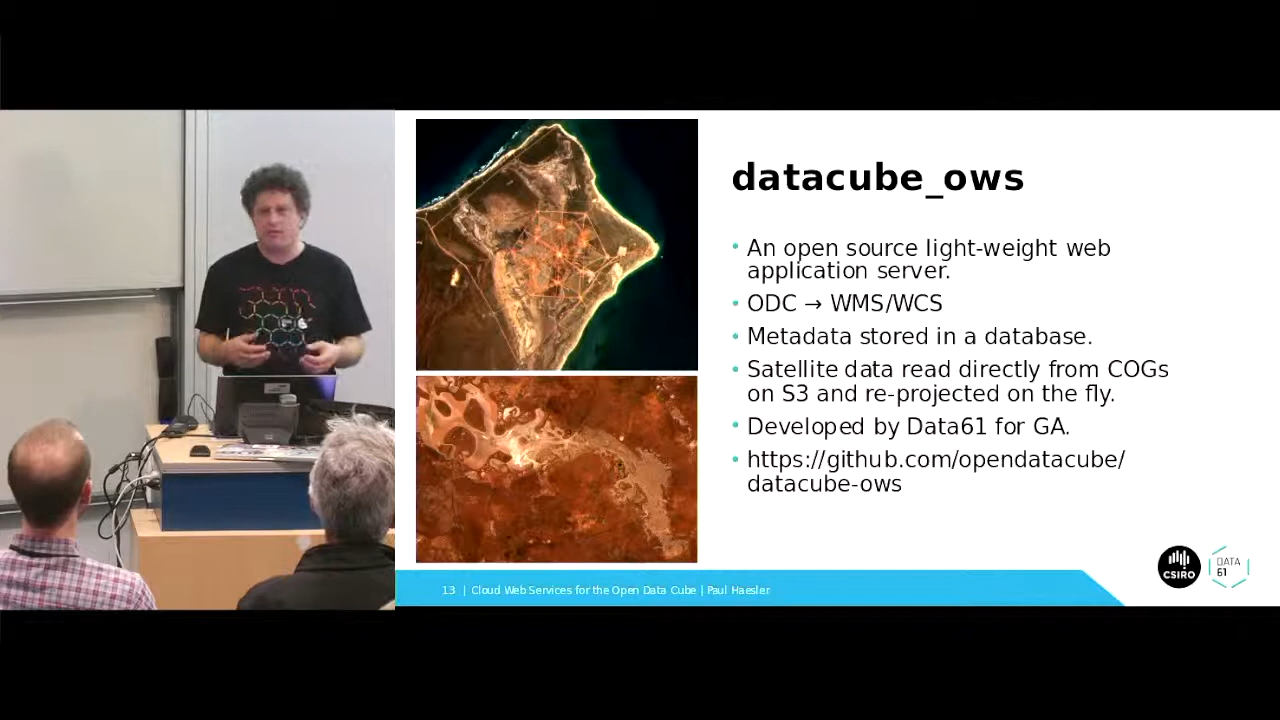 datacube_ows
• An open source light-weight web
application server.
• ODC → WMS/WCS
• Metadata stored in a database.
• Satellite data read directly from COGs
on S3 and re-projected on the fly.
• Developed by Data61 for GA.
• https://github.com/opendatacube/
datacube-ows
CSIRO
DATA
61
13 | Cloud Web Services for the Open Data Cube | Paul Haesler